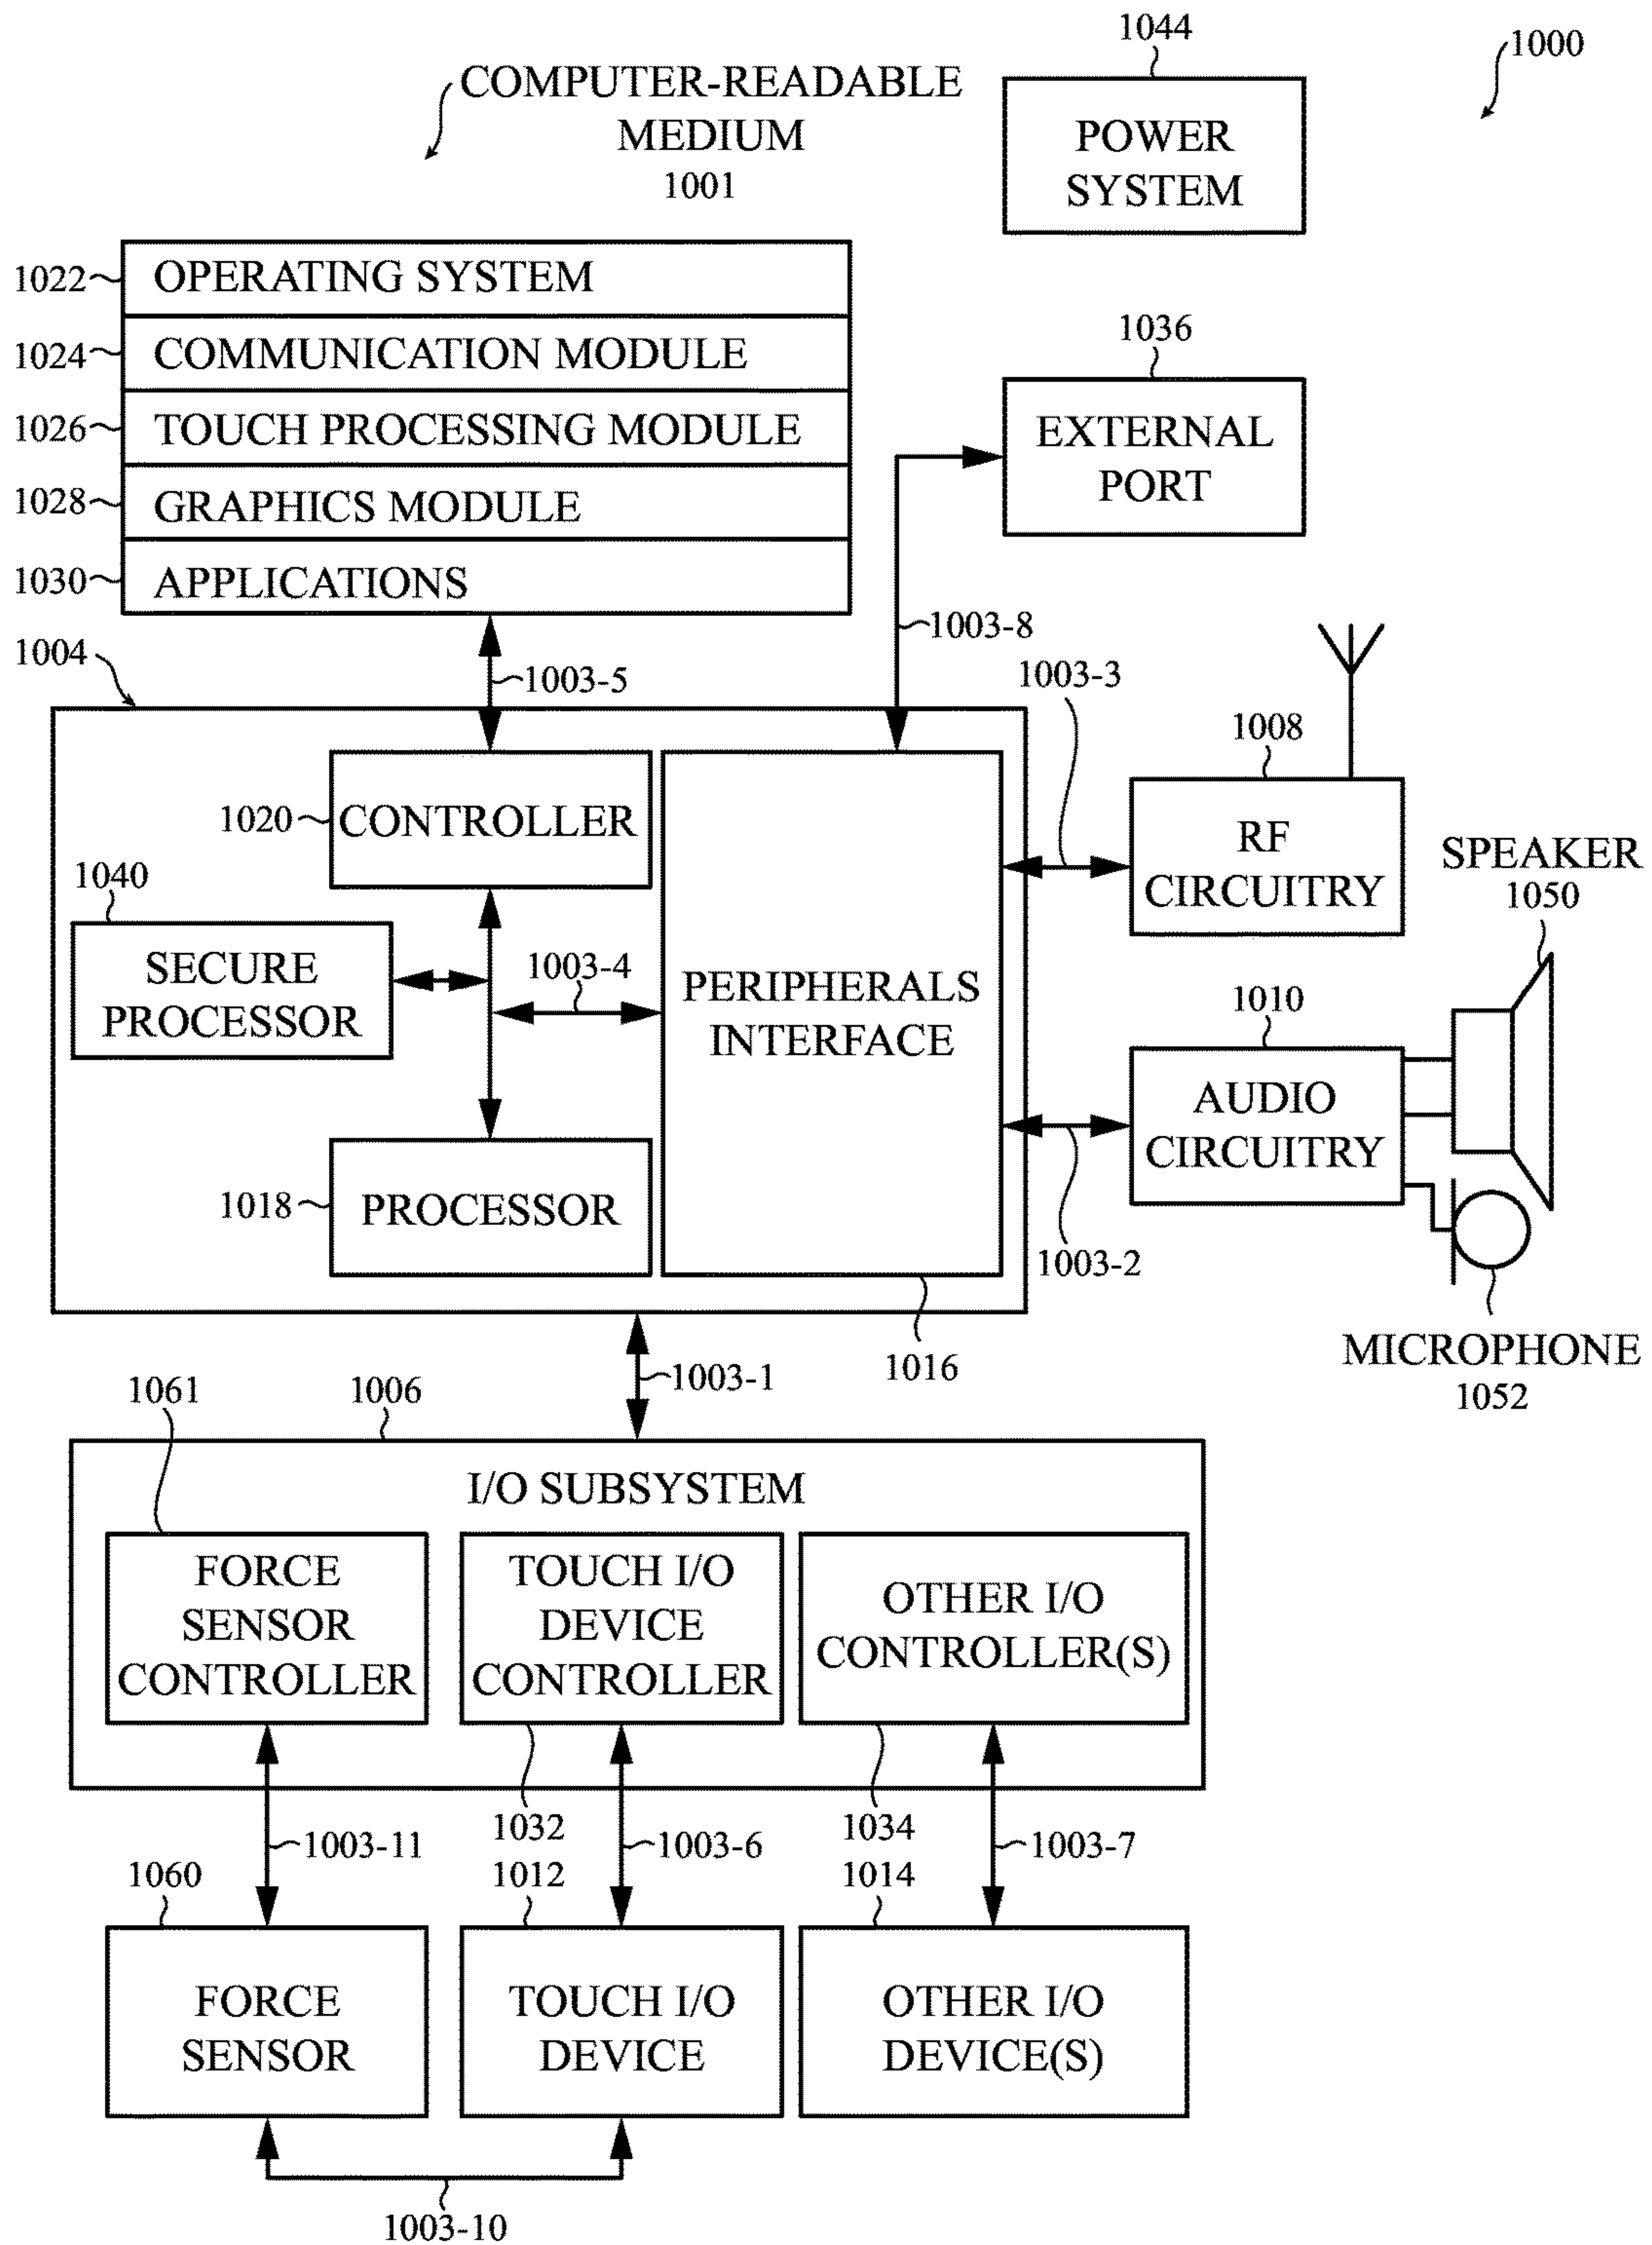 1044
1000
COMPUTER-READABLE
MEDIUM
1001
POWER
SYSTEM
1022
OPERATING SYSTEM
1024
COMMUNICATION MODULE
1026
TOUCH PROCESSING MODULE
1028
GRAPHICS MODULE
1030
APPLICATIONS
1036
EXTERNAL
PORT
1003-8
1004
1003-5
1003-3
1008
RF
CIRCUITRY
1020
CONTROLLER
1040
SECURE
PROCESSOR
1003-4
PERIPHERALS
INTERFACE
SPEAKER
1050
1010
AUDIO
CIRCUITRY
1018
PROCESSOR
1003-2
1016
MICROPHONE
1052
1003-1
1061
1006
I/O SUBSYSTEM
FORCE
SENSOR
CONTROLLER
TOUCH I/O
DEVICE
CONTROLLER
OTHER I/O
CONTROLLER(S)
1032
1034
1003-11
1003-6
1003-7
1060
1012
1014
FORCE
SENSOR
TOUCH I/O
DEVICE
OTHER I/O
DEVICE(S)
1003-10